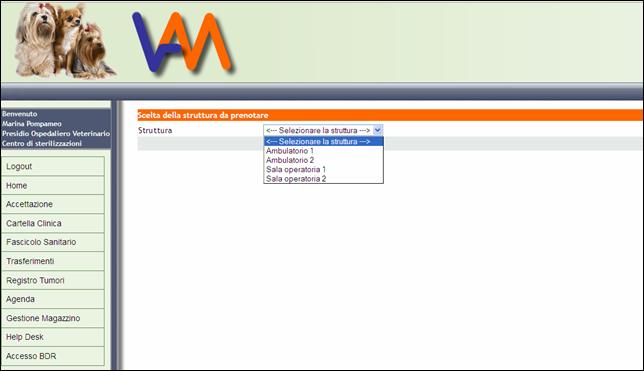 VAM
Benvenuto
Marina Pompameo
Presidio Ospedaliero Veterinario
Centro di sterilizzazioni
Logout
Home
Accettazione
Cartella Clinica
Fascicolo Sanitario
Trasferimenti
Registro Tumori
Agenda
Gestione Magazzino
Help Desk
Accesso BDR
Scelta della struttura da prenotare
Struttura <--- Selezionare la struttura --->
<--- Selezionare la struttura --->
Ambulatorio 1
Ambulatorio 2
Sala operatoria 1
Sala operatoria 2